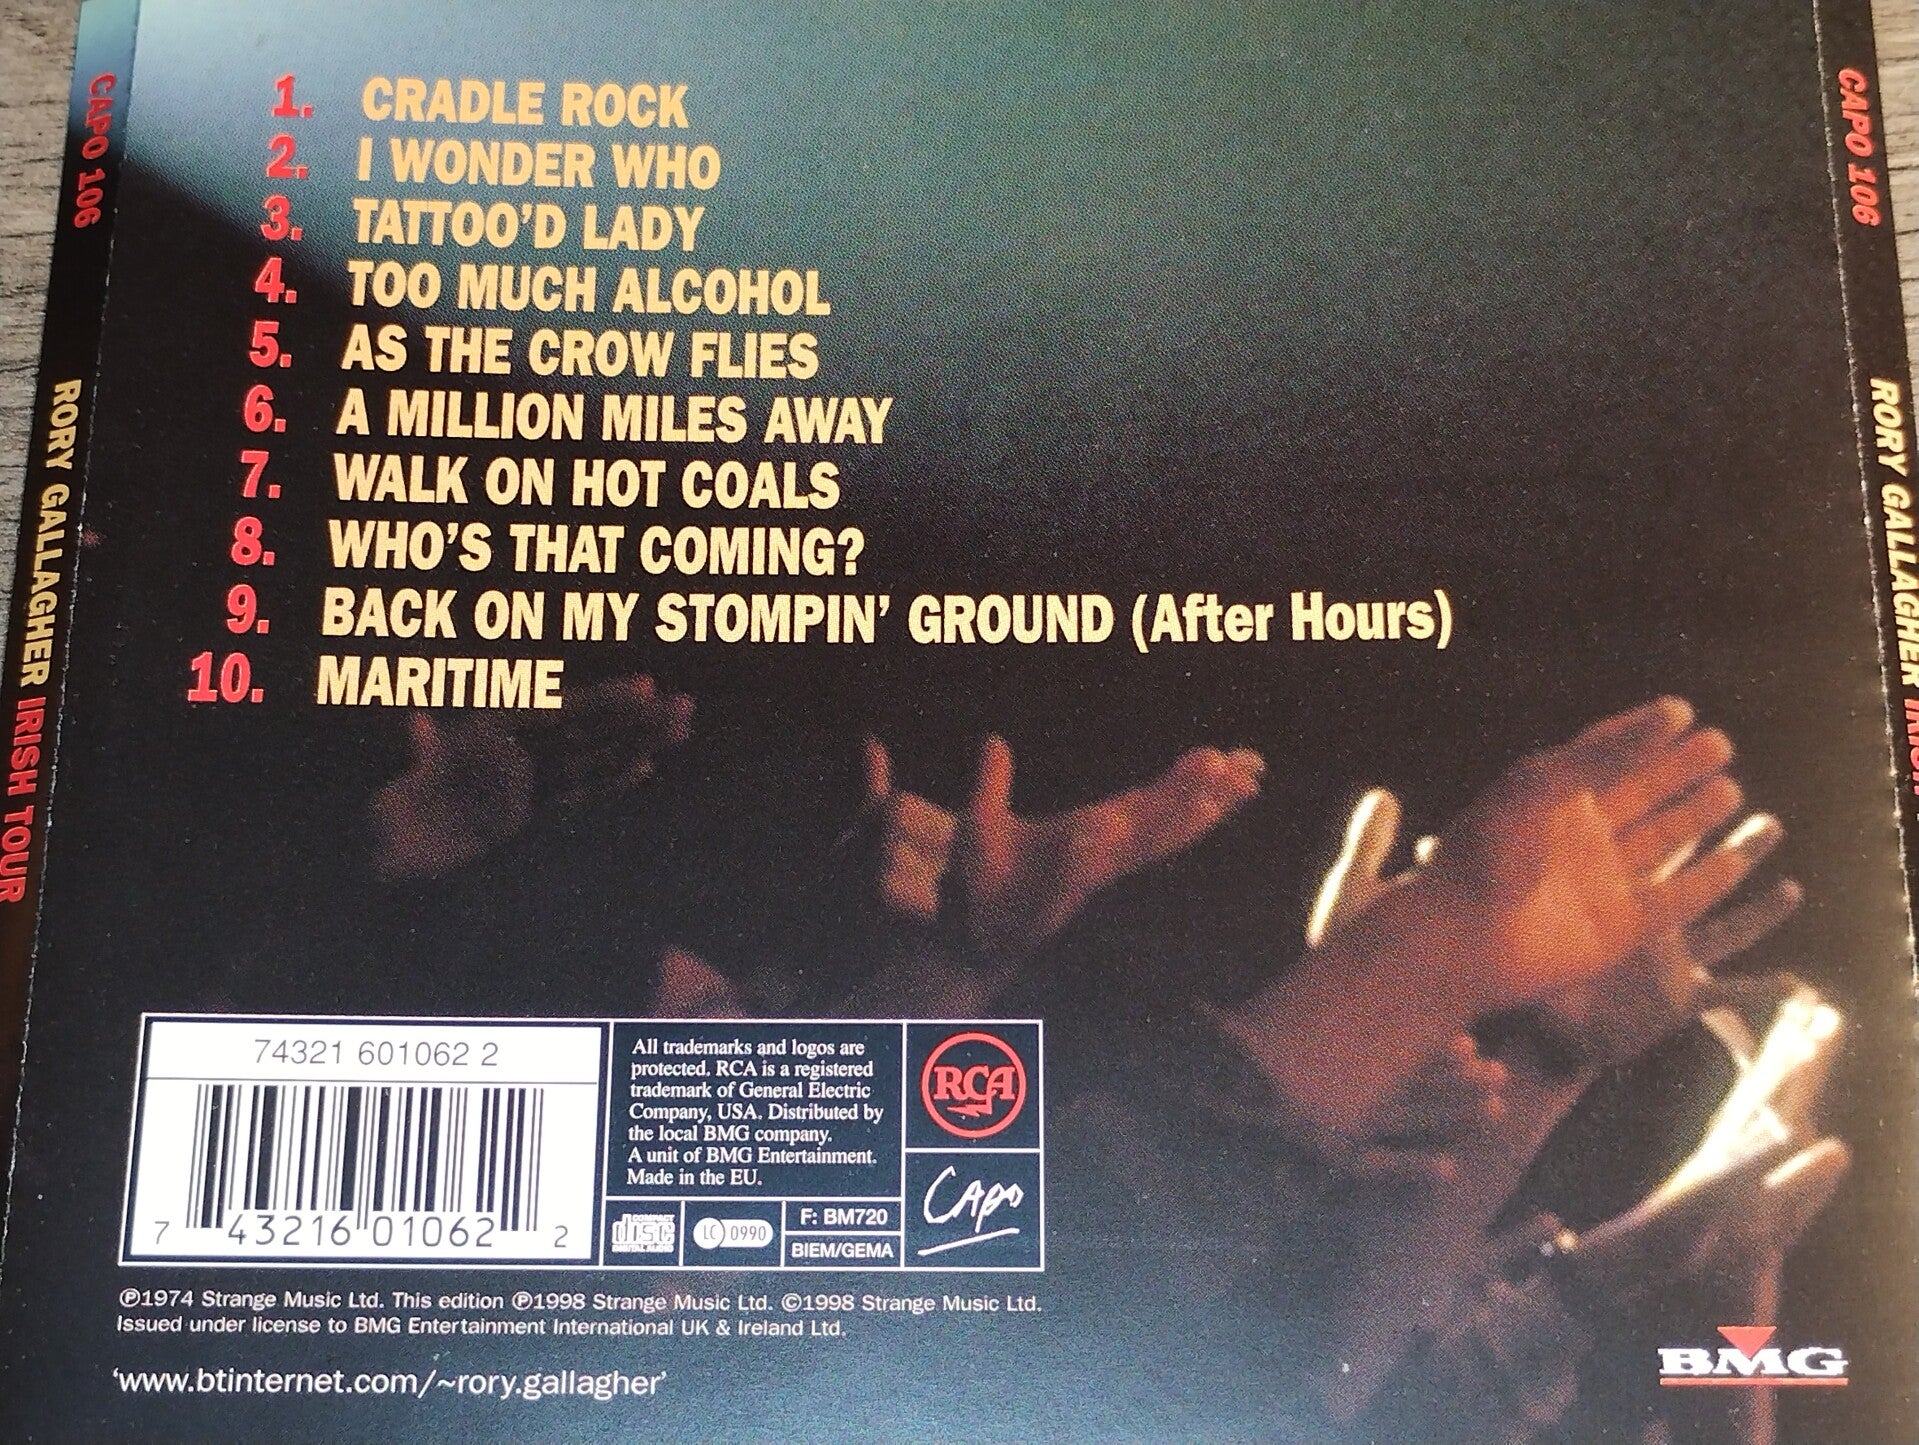 1. CRADLE ROCK
2. I WONDER WHO
3. TATTOO'D LADY
4. TOO MUCH ALCOHOL
5. AS THE CROW FLIES
6. A MILLION MILES AWAY
7. WALK ON HOT COALS
8. WHO'S THAT COMING?
9. BACK ON MY STOMPIN' GROUND (After Hours)
10. MARITIME
CAPO 106 RORY GALLAGHER IRISH TOUR
CAPO 106 RORY GALLAGHER IRISH
74321 601062 2
7 43216 01062 2
All trademarks and logos are
protected. RCA is a registered
trademark of General Electric
Company, USA. Distributed by
the local BMG company.
A unit of BMG Entertainment.
Made in the EU.
RCA
Capo
COMPACT
disc
DIGITAL AUDIO
LC 0990
F: BM720
BIEM/GEMA
℗1974 Strange Music Ltd. This edition ℗1998 Strange Music Ltd. ©1998 Strange Music Ltd.
Issued under license to BMG Entertainment International UK & Ireland Ltd.
'www.btinternet.com/~rory.gallagher'
BMG